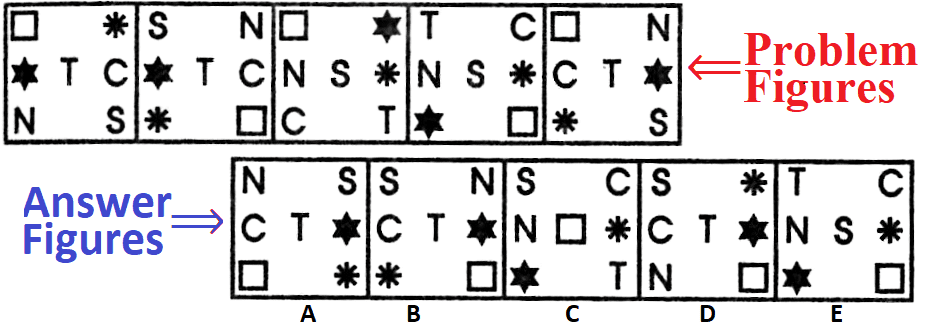 □ * S N □ ★ T C □ N
★ T C ★ T C N S * N S * C T ★
N S * □ C T ★ □ * S
⇐ Problem
Figures
Answer
Figures ⇒
N S S N S C S * T C
C T ★ C T ★ N □ * C T ★ N S *
□ * * □ ★ T N □ ★ □
A B C D E